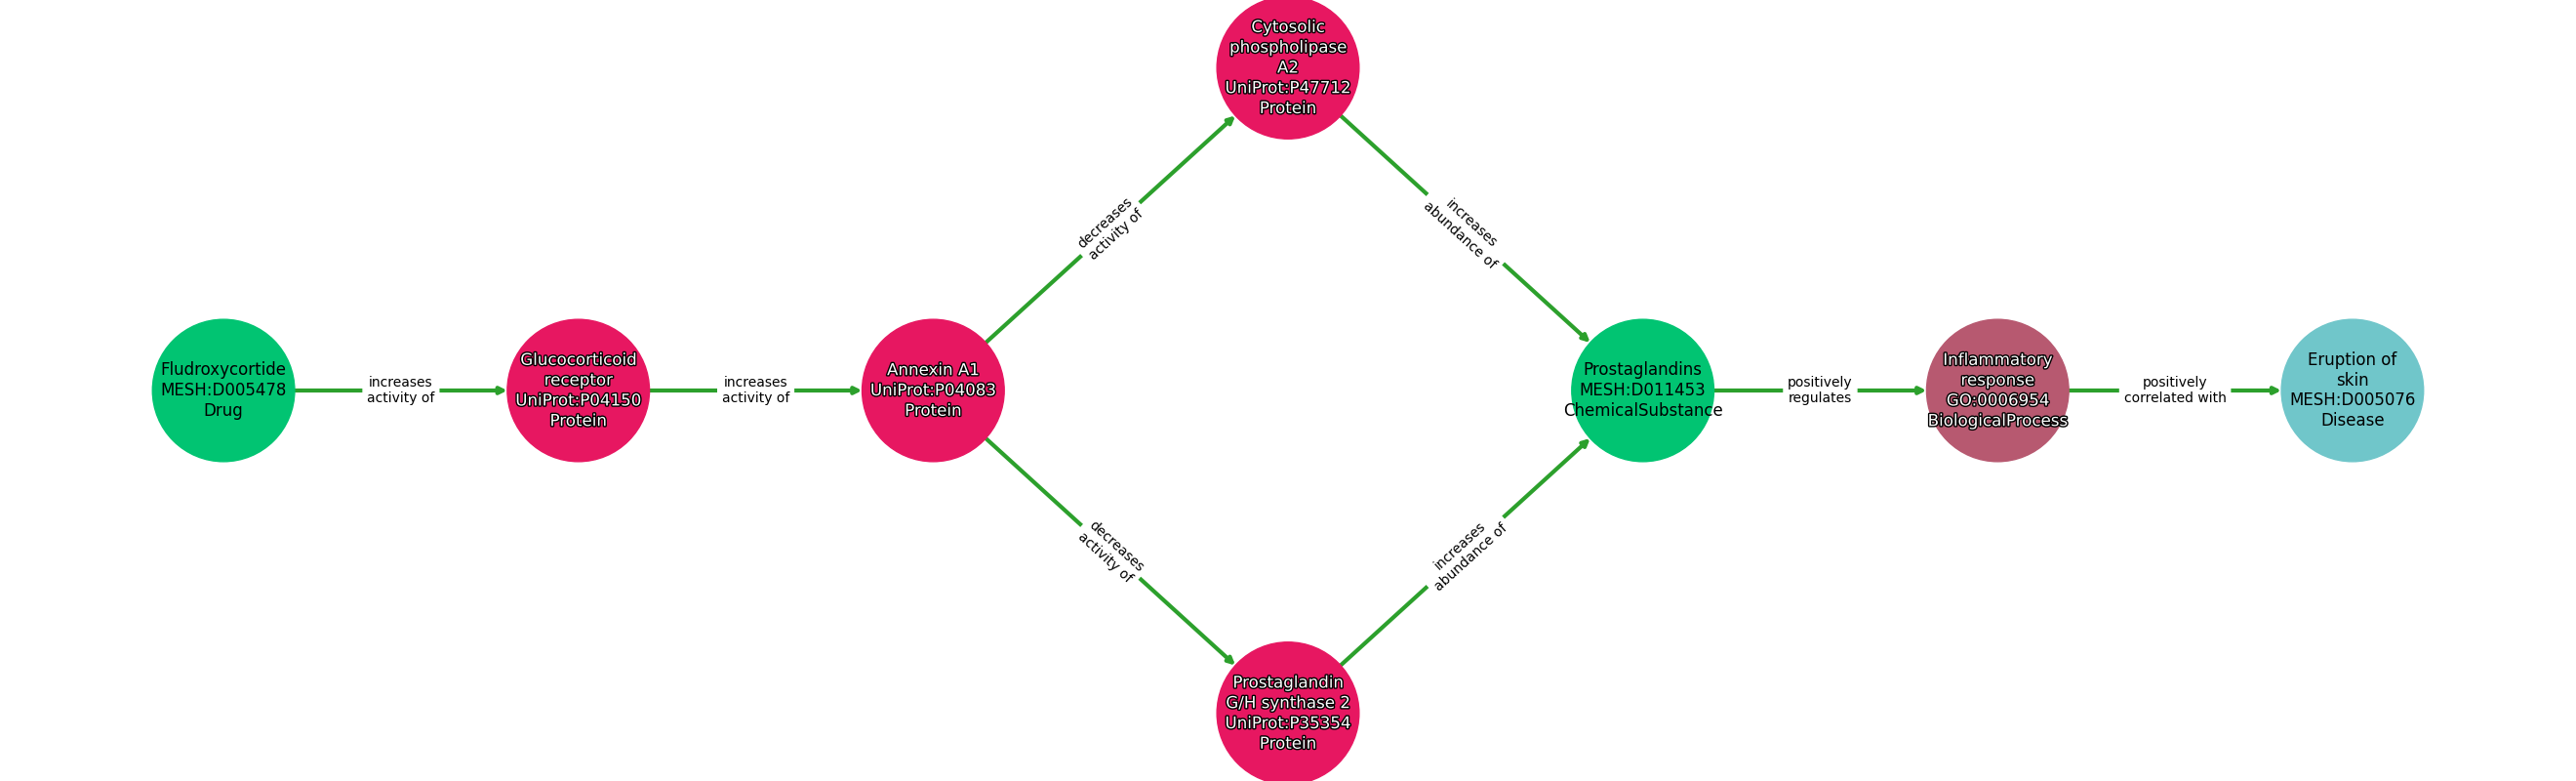 Cytosolic
phospholipase
A2
UniProt:P47712
Protein
decreases
activity of
increases
abundance of
Fludroxycortide
MESH:D005478
Drug
increases
activity of
Glucocorticoid
receptor
UniProt:P04150
Protein
increases
activity of
Annexin A1
UniProt:P04083
Protein
Prostaglandins
MESH:D011453
ChemicalSubstance
positively
regulates
Inflammatory
response
GO:0006954
BiologicalProcess
positively
correlated with
Eruption of
skin
MESH:D005076
Disease
decreases
activity of
increases
abundance of
Prostaglandin
G/H synthase 2
UniProt:P35354
Protein